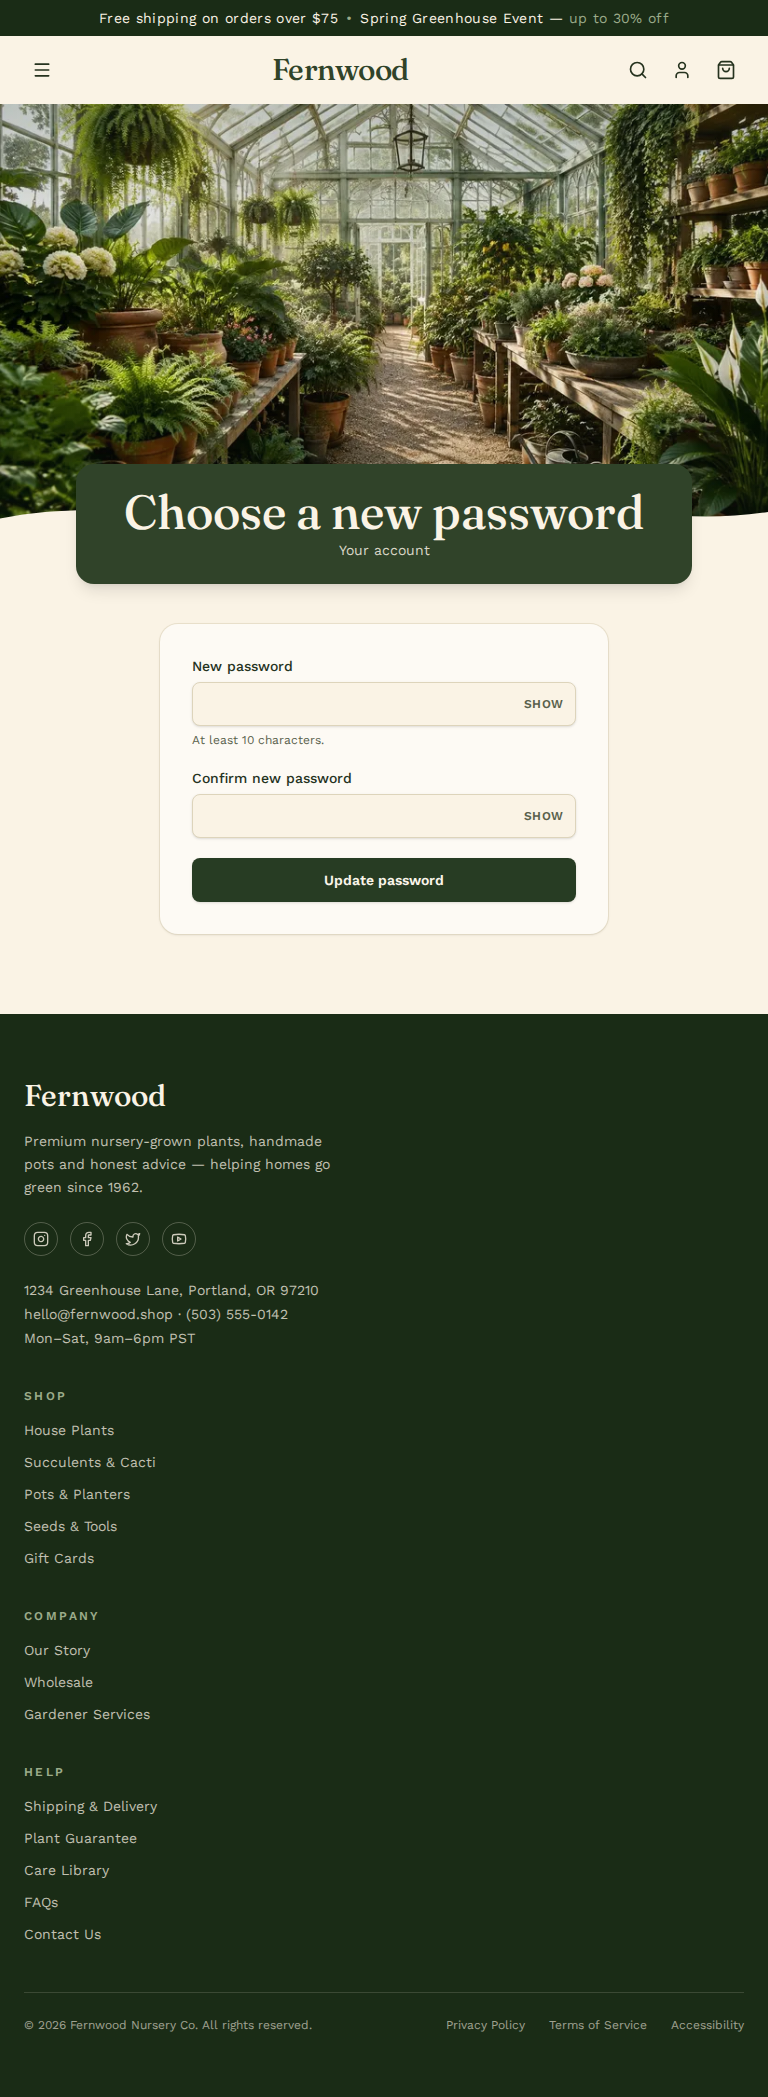 Free shipping on orders over $75 • Spring Greenhouse Event — up to 30% off
Fernwood
Choose a new password
Your account
New password
SHOW
At least 10 characters.
Confirm new password
SHOW
Update password
Fernwood
Premium nursery-grown plants, handmade
pots and honest advice — helping homes go
green since 1962.
1234 Greenhouse Lane, Portland, OR 97210
hello@fernwood.shop · (503) 555-0142
Mon–Sat, 9am–6pm PST
SHOP
House Plants
Succulents & Cacti
Pots & Planters
Seeds & Tools
Gift Cards
COMPANY
Our Story
Wholesale
Gardener Services
HELP
Shipping & Delivery
Plant Guarantee
Care Library
FAQs
Contact Us
© 2026 Fernwood Nursery Co. All rights reserved.
Privacy Policy Terms of Service Accessibility